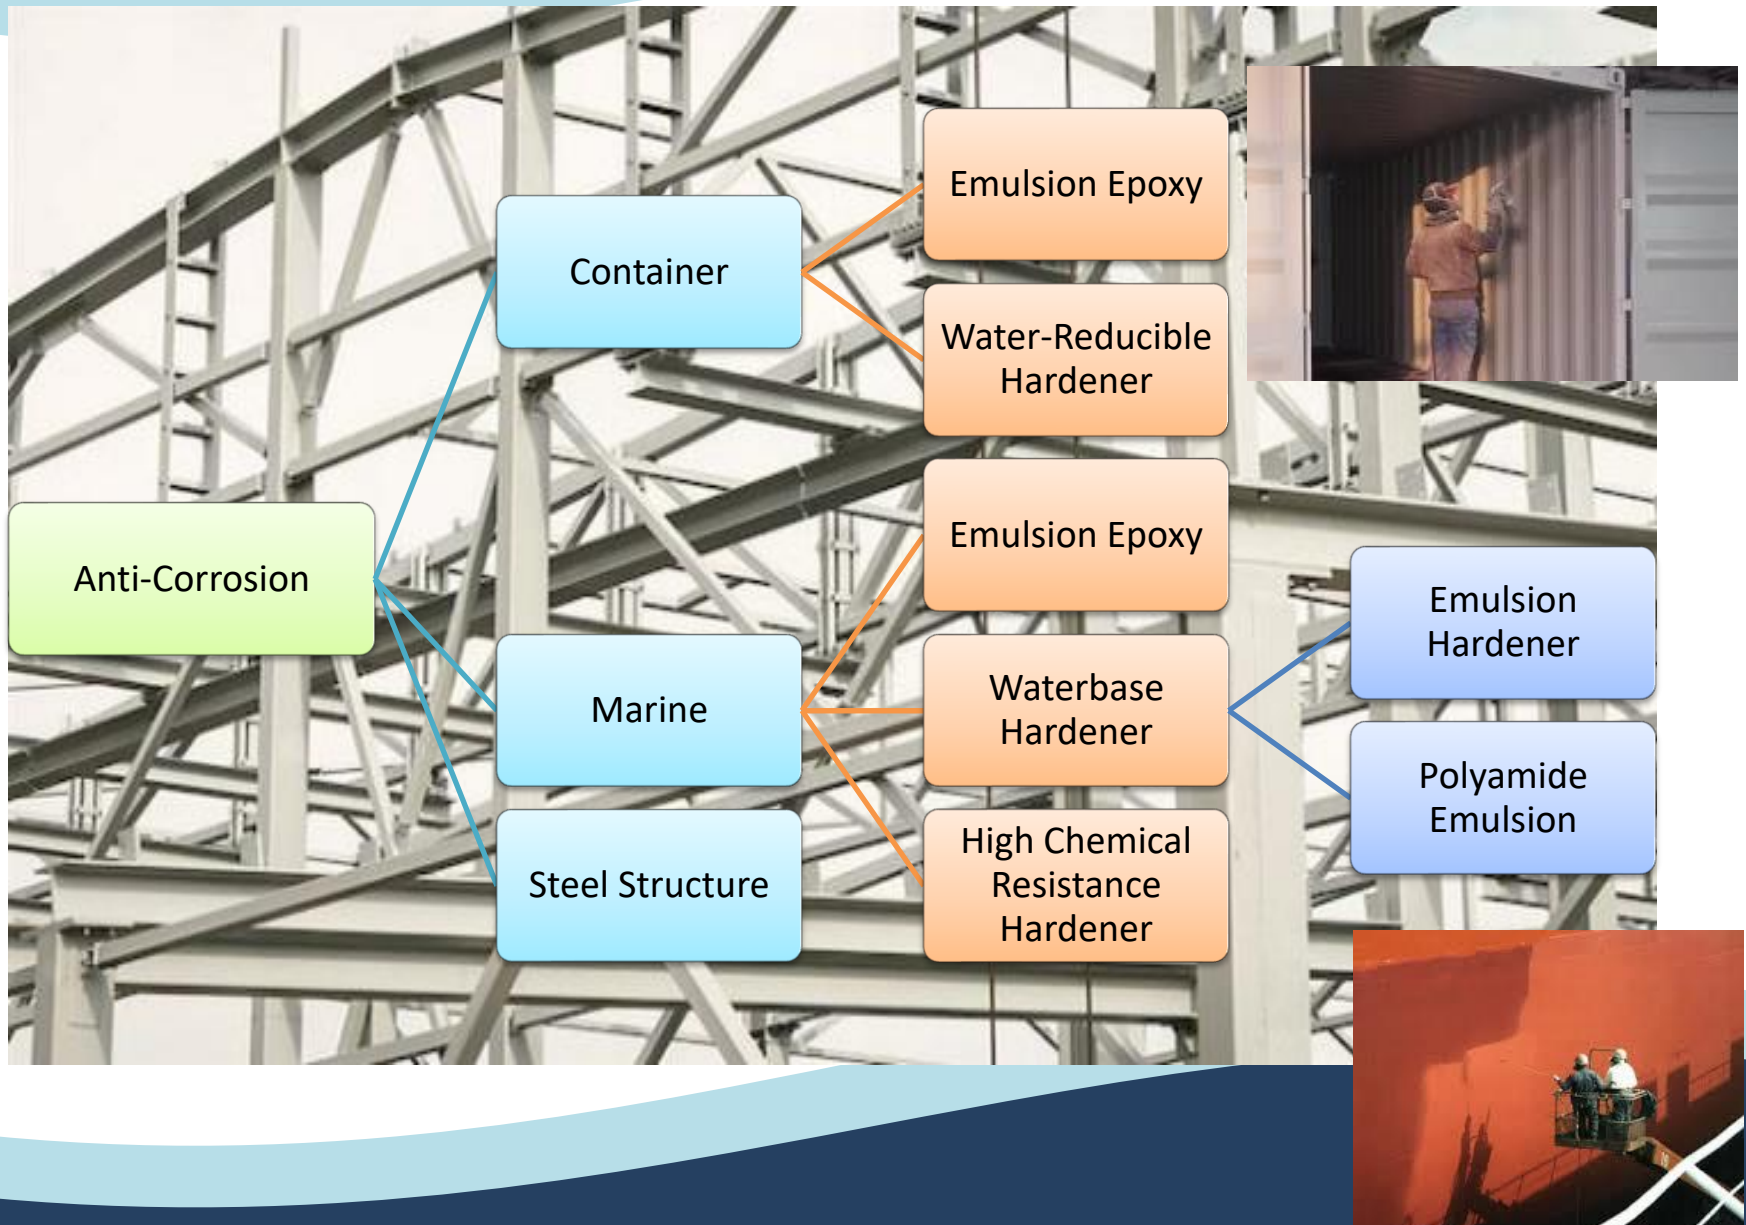 Anti-Corrosion
Container
Emulsion Epoxy
Water-Reducible
Hardener
Marine
Emulsion Epoxy
Waterbase
Hardener
Emulsion
Hardener
Polyamide
Emulsion
High Chemical
Resistance
Hardener
Steel Structure